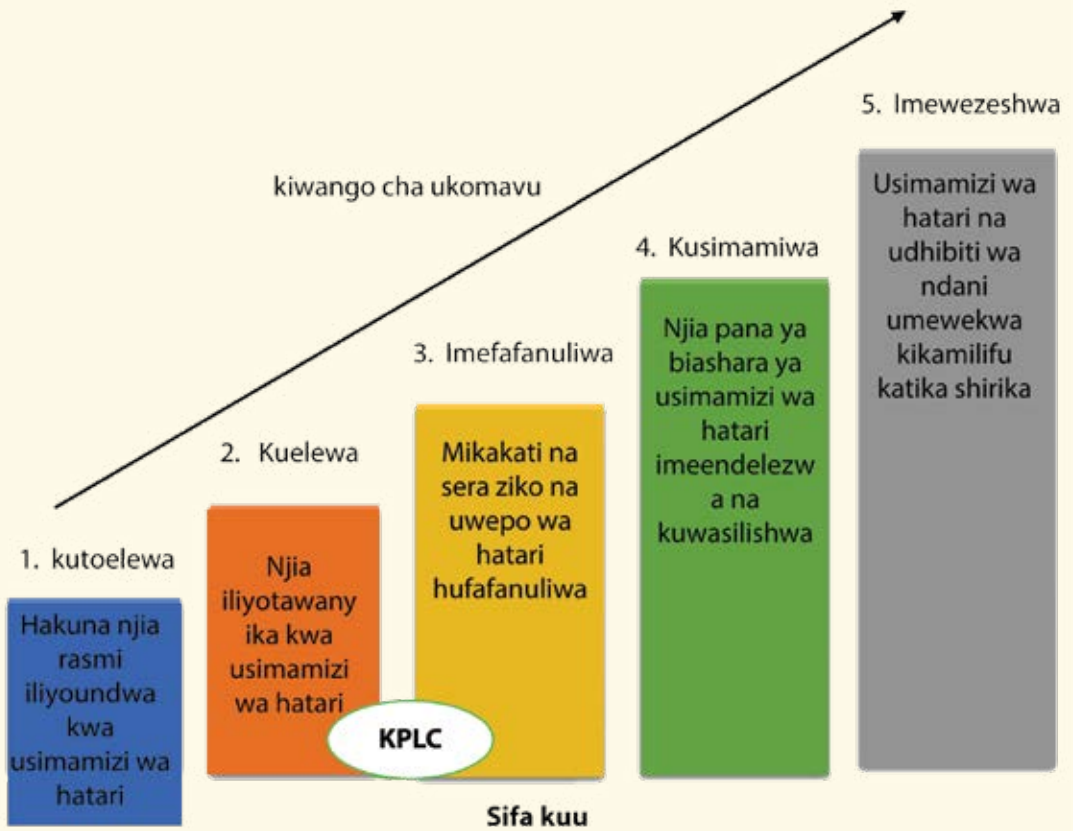 kiwango cha ukomavu
1. kutoelewa
Hakuna njia
rasmi
iliyoundwa
kwa
usimamizi wa
hatari
2. Kuelewa
Njia
iliyotawany
ika kwa
usimamizi
wa hatari
3. Imefafanuliwa
Mikakati na
sera ziko na
uwepo wa
hatari
hufafanuliwa
4. Kusimamiwa
Njia pana ya
biashara ya
usimamizi wa
hatari
imeendelezw
a na
kuwasilishwa
5. Imewezeshwa
Usimamizi wa
hatari na
udhibiti wa
ndani
umewekwa
kikamilifu
katika shirika
KPLC
Sifa kuu